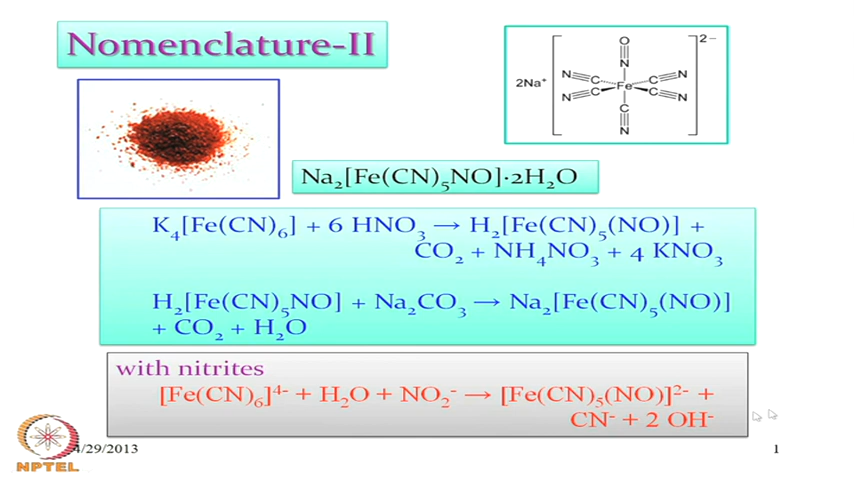 Nomenclature-II
O
N
2Na⁺
2−
N C Fe C N
N C C N
C
N
Na₂[Fe(CN)₅NO]·2H₂O
K₄[Fe(CN)₆] + 6 HNO₃ → H₂[Fe(CN)₅(NO)] +
CO₂ + NH₄NO₃ + 4 KNO₃
H₂[Fe(CN)₅NO] + Na₂CO₃ → Na₂[Fe(CN)₅(NO)]
+ CO₂ + H₂O
with nitrites
[Fe(CN)₆]⁴⁻ + H₂O + NO₂⁻ → [Fe(CN)₅(NO)]²⁻ +
CN⁻ + 2 OH⁻
4/29/2013
1
NPTEL